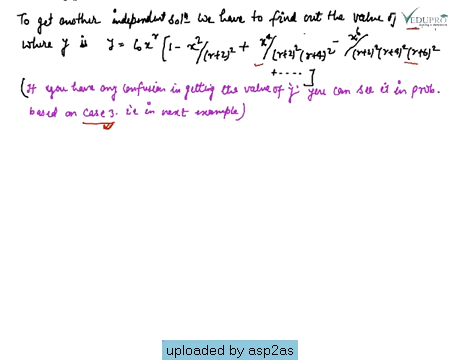 To get another independent solⁿ we have to find out the value of
VEDUPRO
where y is y = C₀x^r [1 - x²/(r+2)² + x⁴/(r+2)²(r+4)² - x⁶/(r+2)²(r+4)²(r+6)²
+ ..... ]
(If you have any confusion in getting the value of y. you can see it in prob.
based on case 3. i.e in next example)
uploaded by asp2as